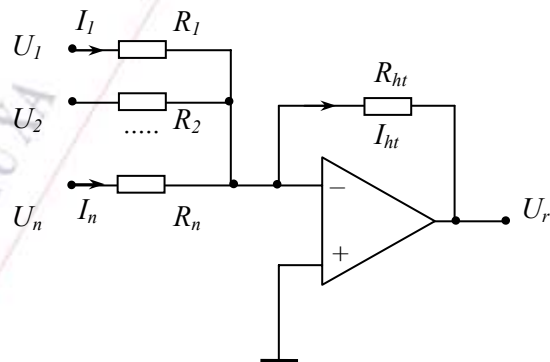 I1 R1
U1
Rht
U2
..... R2
Iht
Un In Rn
−
+
Ur